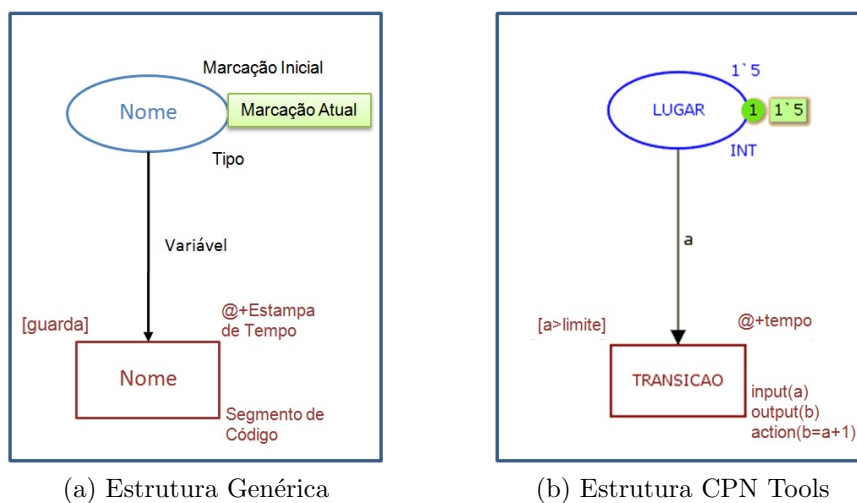 Marcação Inicial
Nome
Marcação Atual
Tipo
Variável
[guarda]
@+Estampa
de Tempo
Nome
Segmento de
Código
(a) Estrutura Genérica
1`5
LUGAR
1
1`5
INT
a
[a>limite]
@+tempo
TRANSICAO
input(a)
output(b)
action(b=a+1)
(b) Estrutura CPN Tools